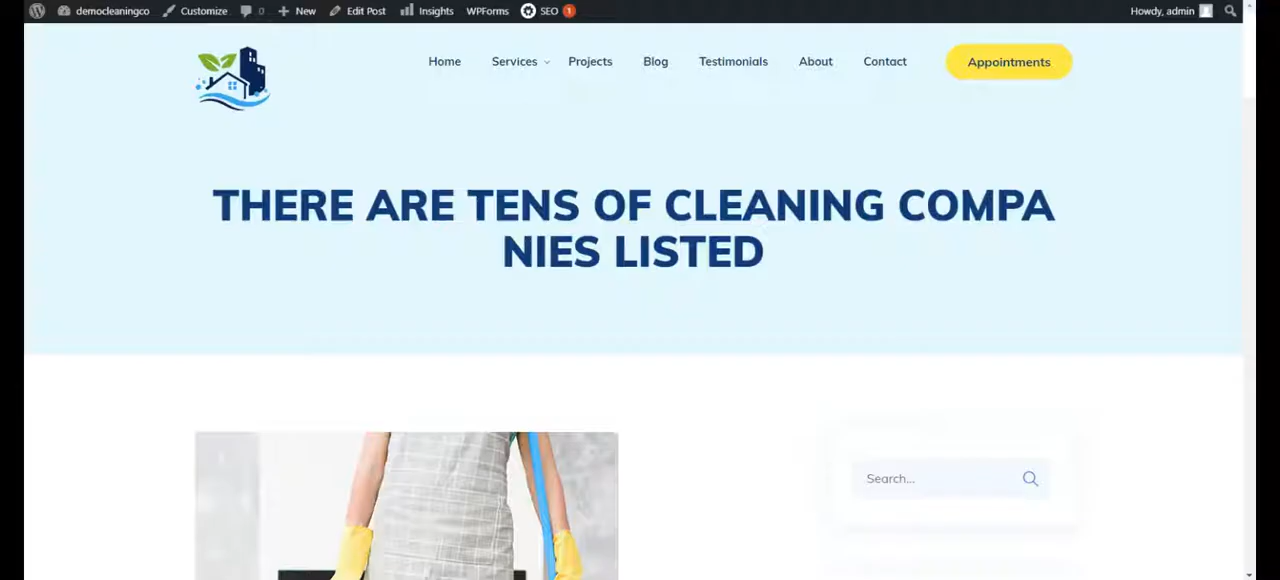 democleaningco Customize 0 New Edit Post Insights WPForms SEO 1 Howdy, admin
Home Services Projects Blog Testimonials About Contact Appointments
THERE ARE TENS OF CLEANING COMPA
NIES LISTED
Search...